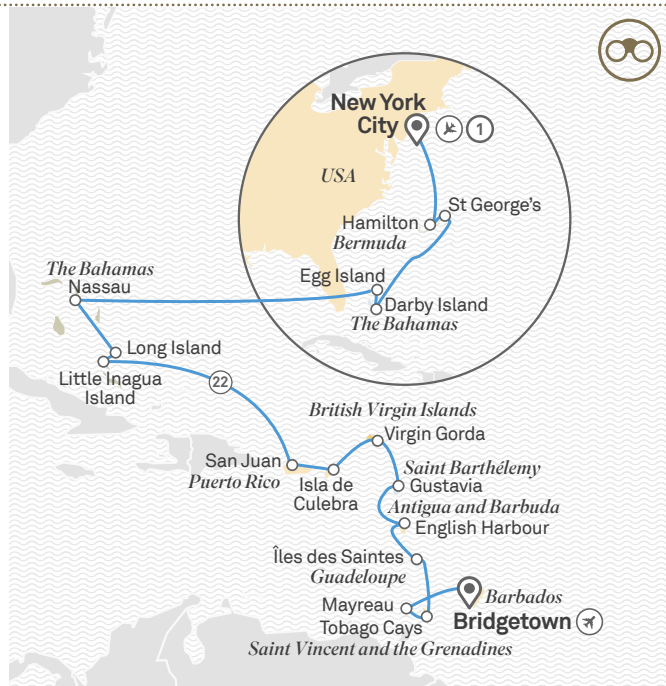 New York
City
1
USA
St George's
Hamilton
Bermuda
Egg Island
Darby Island
The Bahamas
The Bahamas
Nassau
Long Island
Little Inagua
Island
22
British Virgin Islands
Virgin Gorda
San Juan
Puerto Rico
Isla de
Culebra
Saint Barthélemy
Gustavia
Antigua and Barbuda
English Harbour
Îles des Saintes
Guadeloupe
Mayreau
Tobago Cays
Barbados
Bridgetown
Saint Vincent and the Grenadines